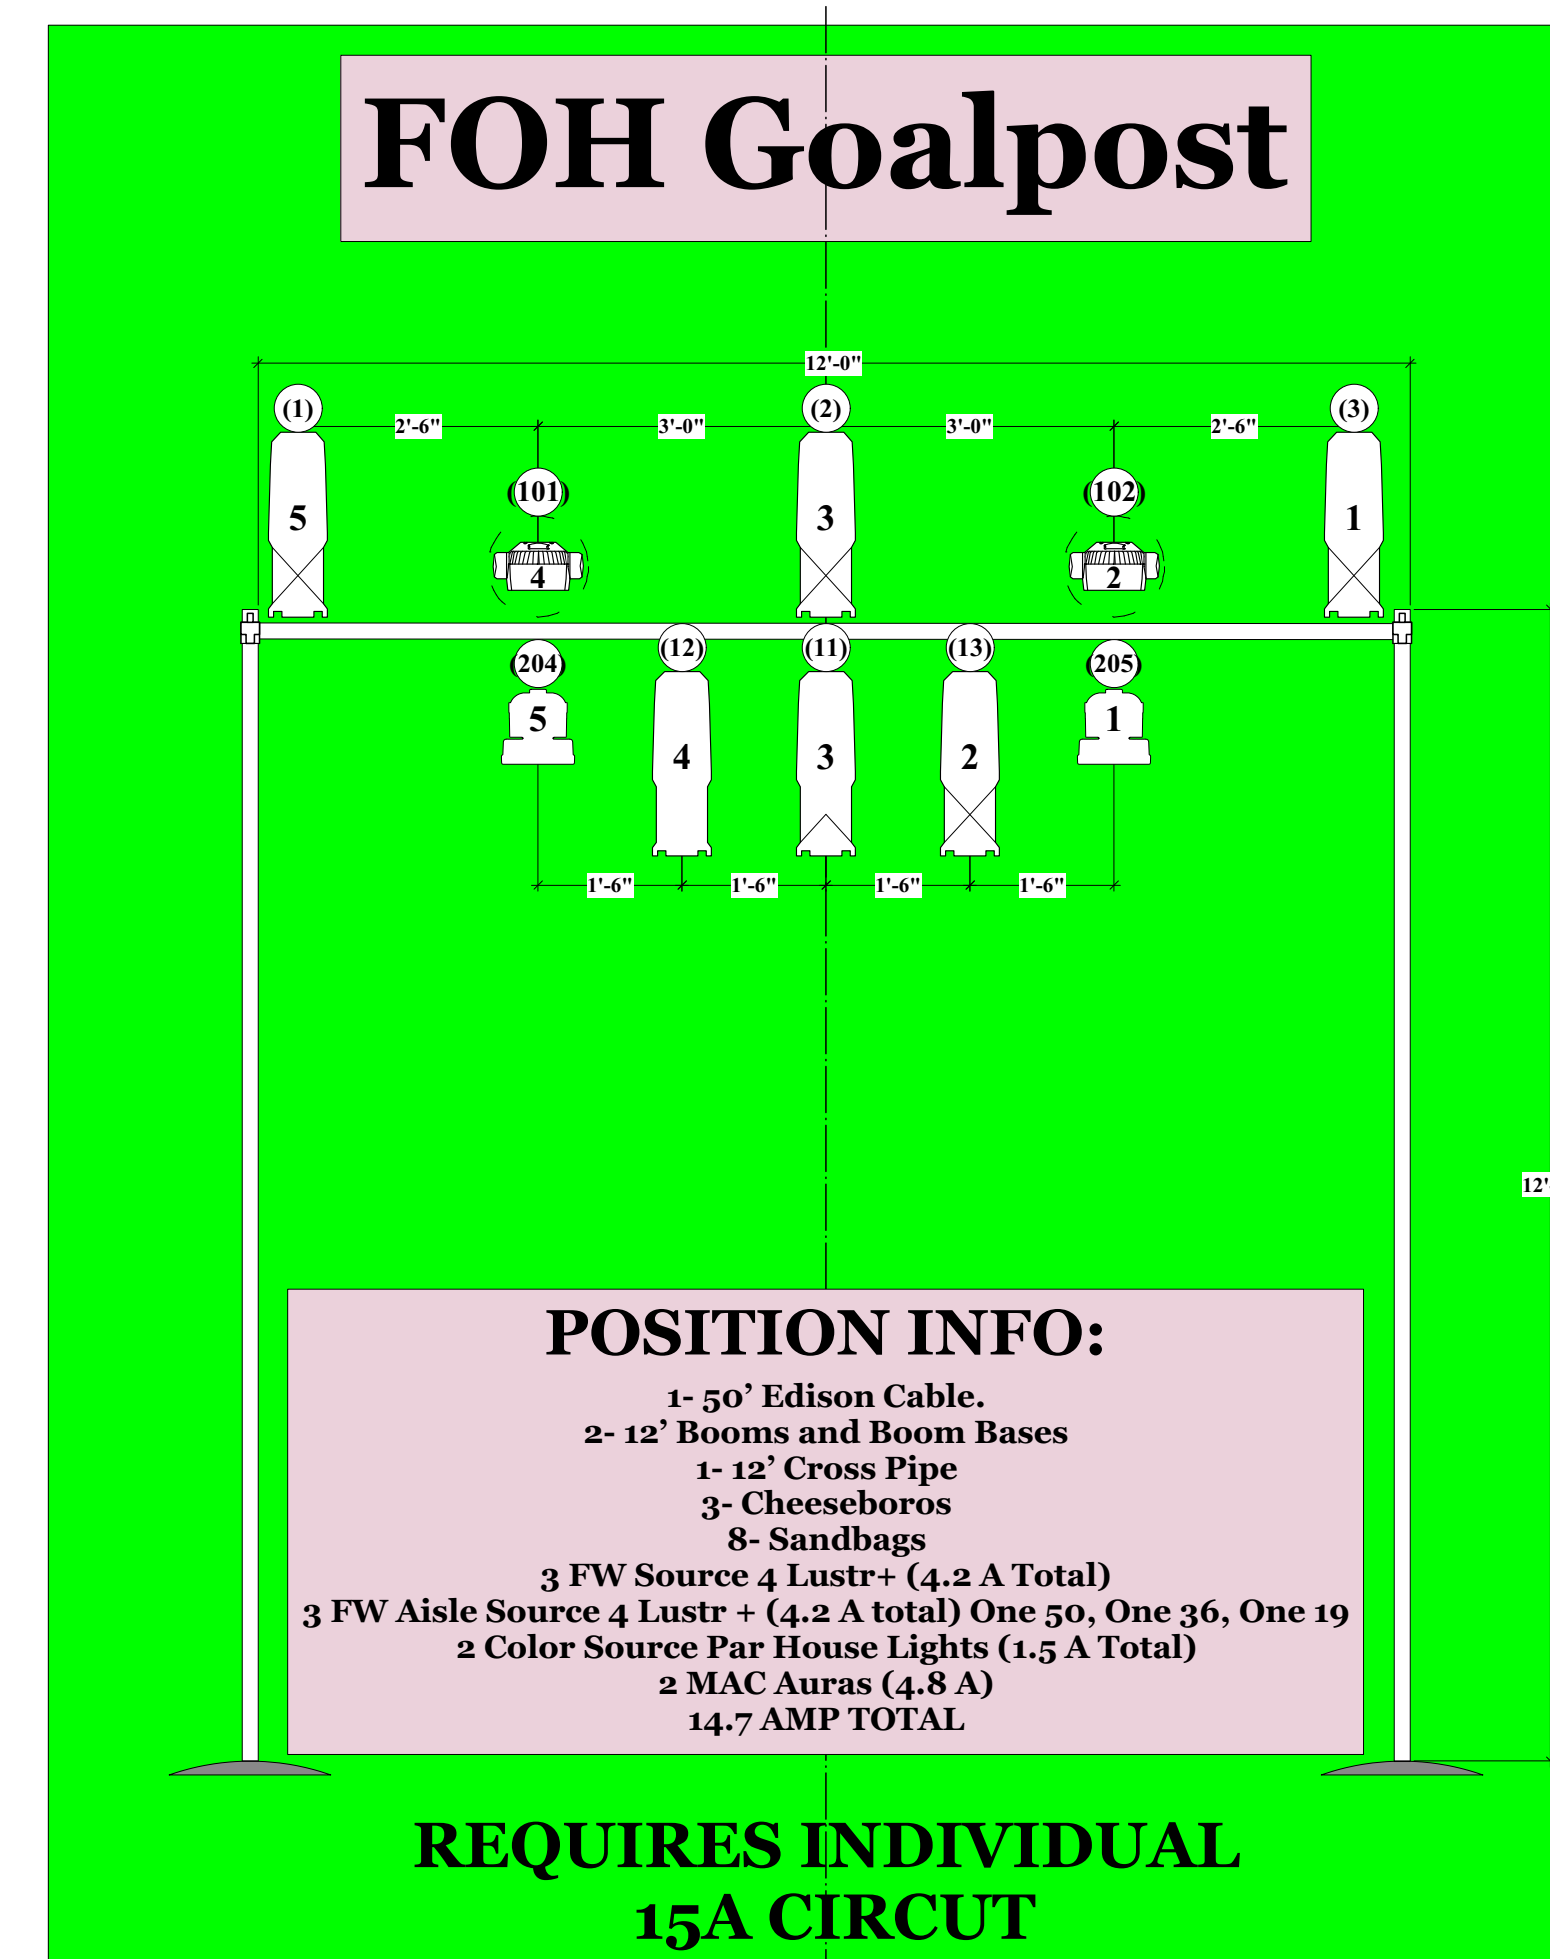 FOH Goalpost
12'-0"
(1) (2) (3)
2'-6" 3'-0" 3'-0" 2'-6"
(101) (102)
5 3 1
4 2
(204) (12) (11) (13) (205)
5 1
4 3 2
1'-6" 1'-6" 1'-6" 1'-6"
12'
POSITION INFO:
1- 50’ Edison Cable.
2- 12’ Booms and Boom Bases
1- 12’ Cross Pipe
3- Cheeseboros
8- Sandbags
3 FW Source 4 Lustr+ (4.2 A Total)
3 FW Aisle Source 4 Lustr + (4.2 A total) One 50, One 36, One 19
2 Color Source Par House Lights (1.5 A Total)
2 MAC Auras (4.8 A)
14.7 AMP TOTAL
REQUIRES INDIVIDUAL
15A CIRCUT